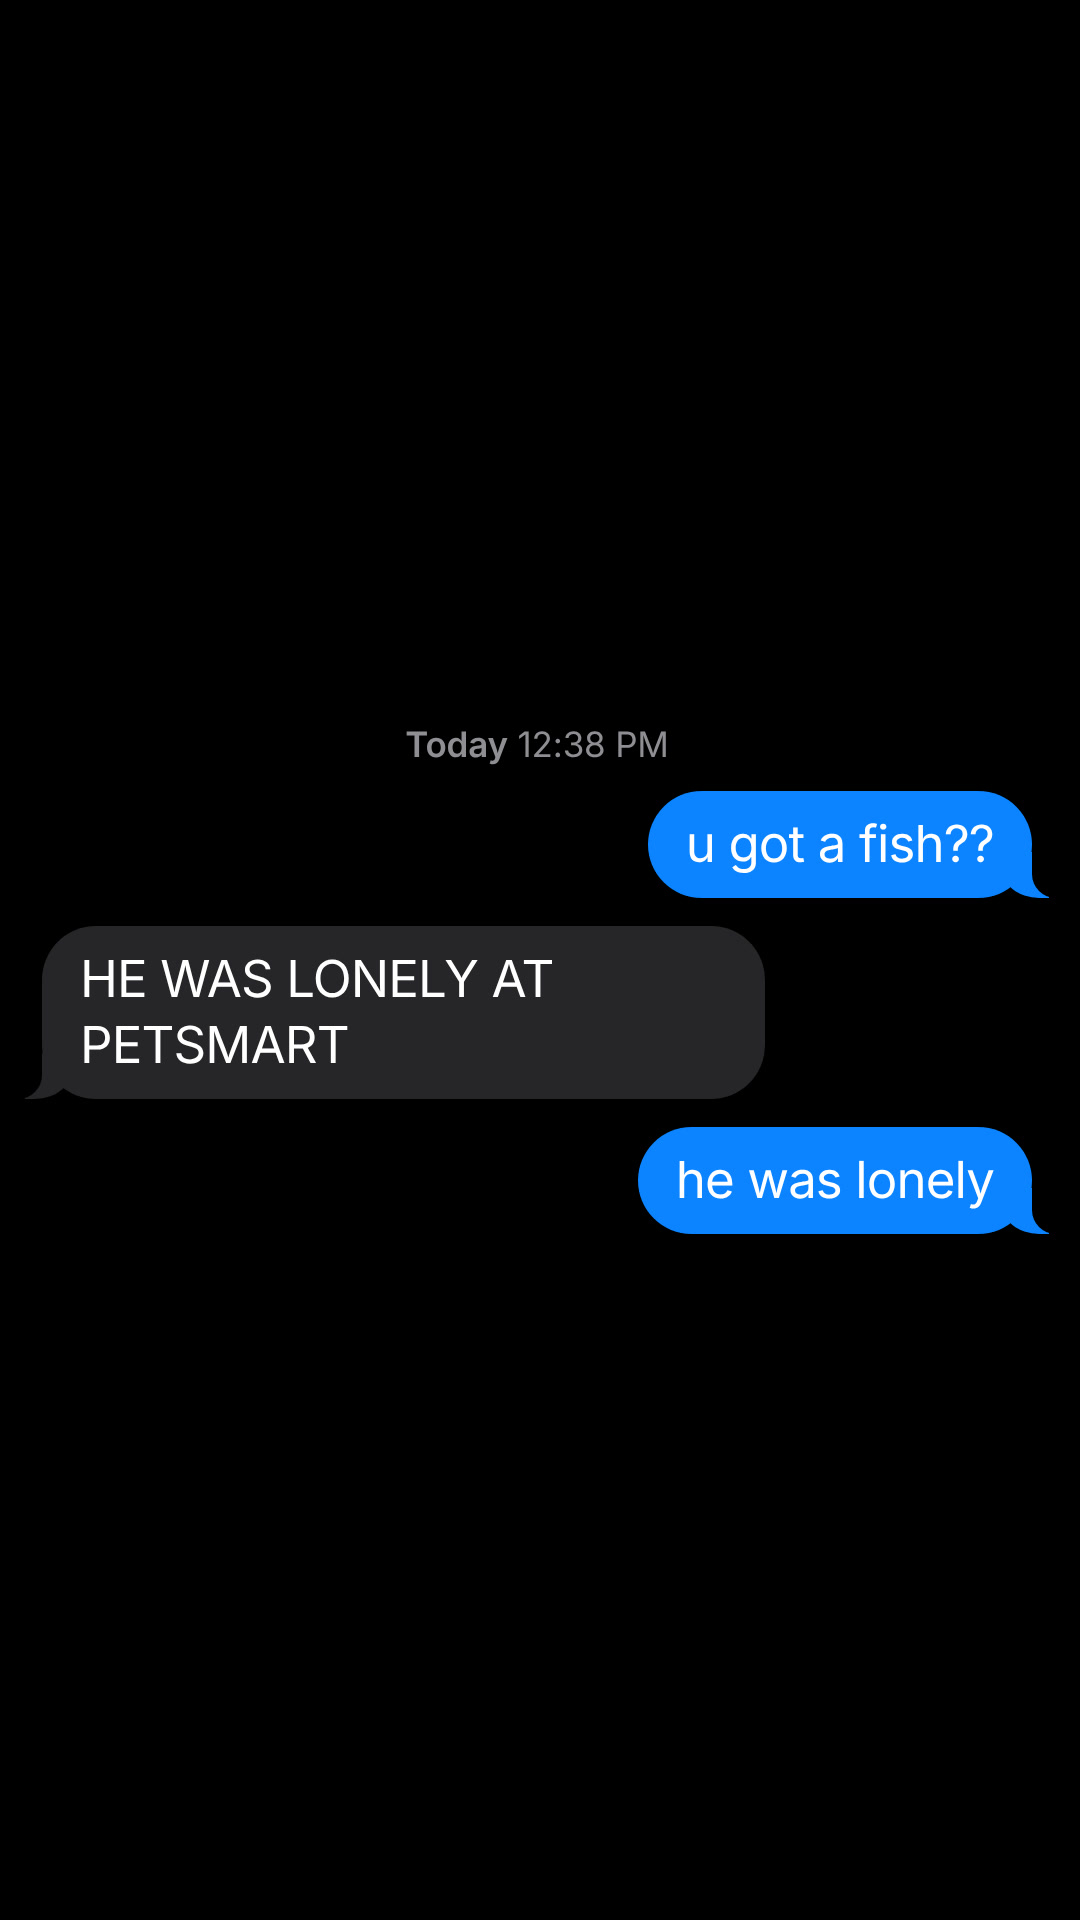 Today 12:38 PM
u got a fish??
HE WAS LONELY AT
PETSMART
he was lonely